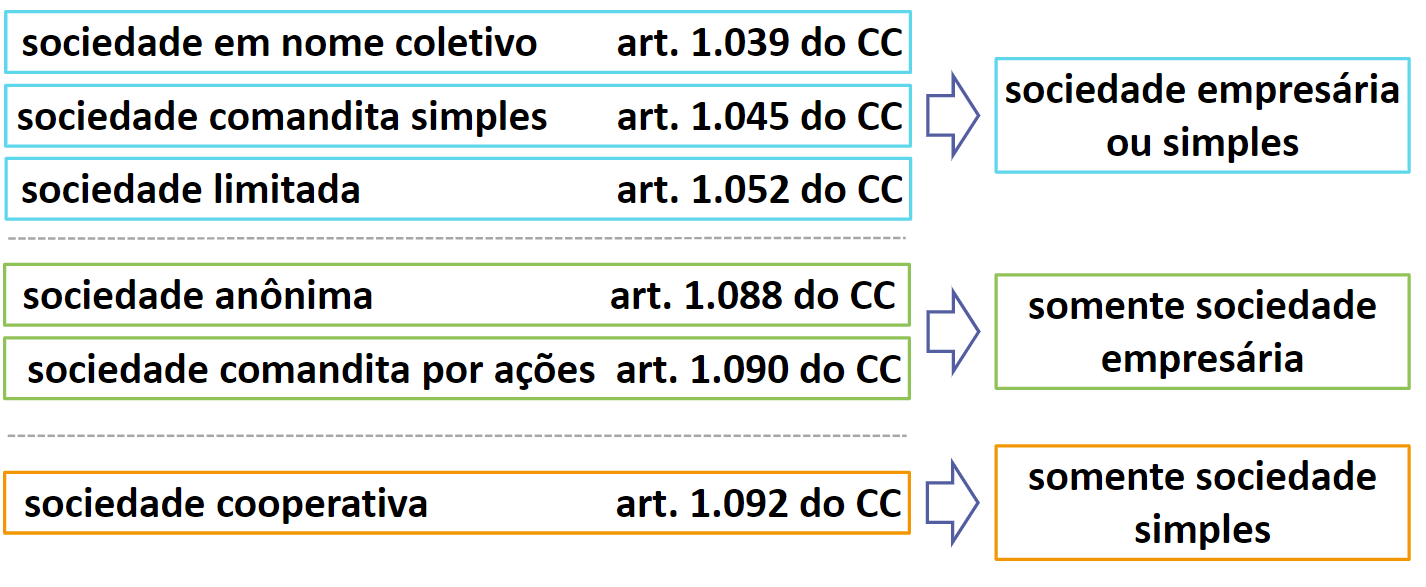 sociedade em nome coletivo art. 1.039 do CC
sociedade comandita simples art. 1.045 do CC
sociedade limitada art. 1.052 do CC
sociedade empresária
ou simples
sociedade anônima art. 1.088 do CC
sociedade comandita por ações art. 1.090 do CC
somente sociedade
empresária
sociedade cooperativa art. 1.092 do CC
somente sociedade
simples